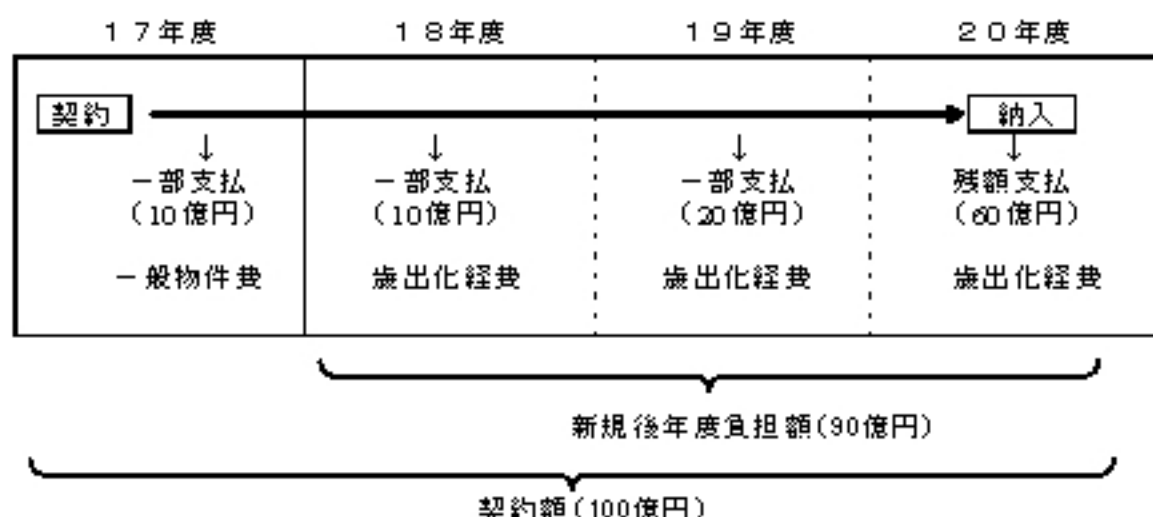 17年度 18年度 19年度 20年度
契約 納入
↓ ↓ ↓ ↓
一部支払 一部支払 一部支払 残額支払
(10億円) (10億円) (20億円) (60億円)
一般物件費 歳出化経費 歳出化経費 歳出化経費
新規後年度負担額(90億円)
契約額(100億円)